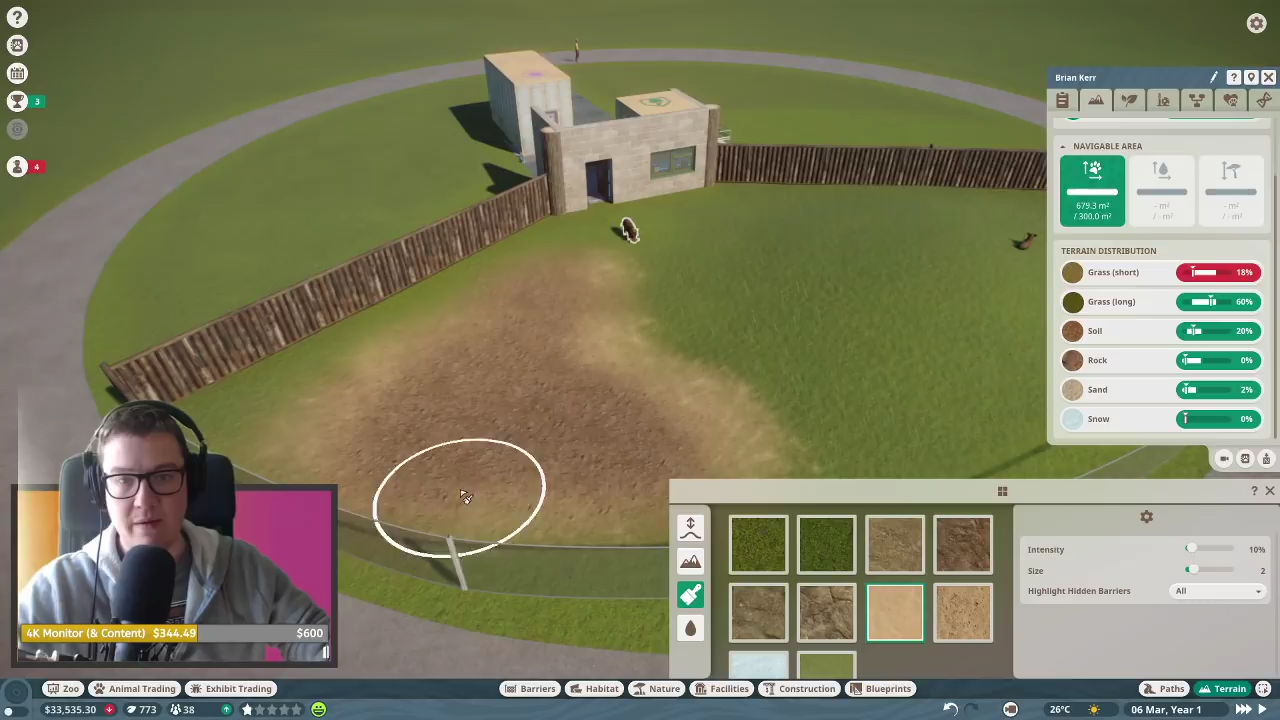 3
4
Brian Kerr
?
NAVIGABLE AREA
679.3 m²
/ 300.0 m²
- m²
/ - m²
- m²
/ - m²
TERRAIN DISTRIBUTION
Grass (short) 18%
Grass (long) 60%
Soil 20%
Rock 0%
Sand 2%
Snow 0%
?
Intensity 10%
Size 2
Highlight Hidden Barriers All
4K Monitor (& Content) $344.49 $600
Zoo Animal Trading Exhibit Trading Barriers Habitat Nature Facilities Construction Blueprints Paths Terrain
$33,535.30 773 38 26°C 06 Mar, Year 1